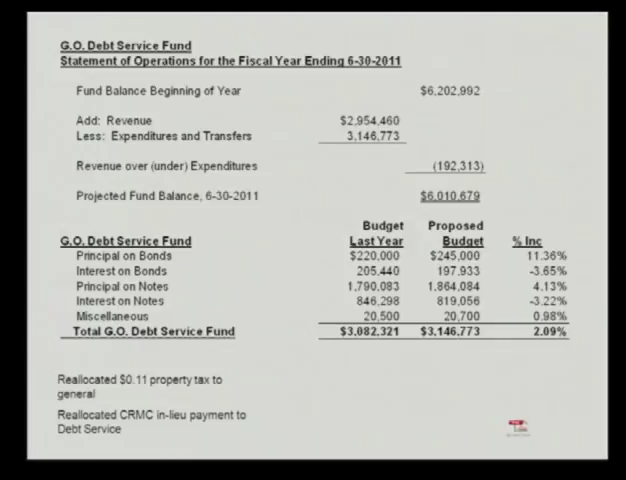 G.O. Debt Service Fund
Statement of Operations for the Fiscal Year Ending 6-30-2011
Fund Balance Beginning of Year $6,202,992
Add: Revenue $2,954,460
Less: Expenditures and Transfers 3,146,773
Revenue over (under) Expenditures (192,313)
Projected Fund Balance, 6-30-2011 $6,010,679
Budget Proposed
G.O. Debt Service Fund Last Year Budget % Inc
Principal on Bonds $220,000 $245,000 11.36%
Interest on Bonds 205,440 197,933 -3.65%
Principal on Notes 1,790,083 1,864,084 4.13%
Interest on Notes 846,298 819,056 -3.22%
Miscellaneous 20,500 20,700 0.98%
Total G.O. Debt Service Fund $3,082,321 $3,146,773 2.09%
Reallocated $0.11 property tax to
general
Reallocated CRMC in-lieu payment to
Debt Service